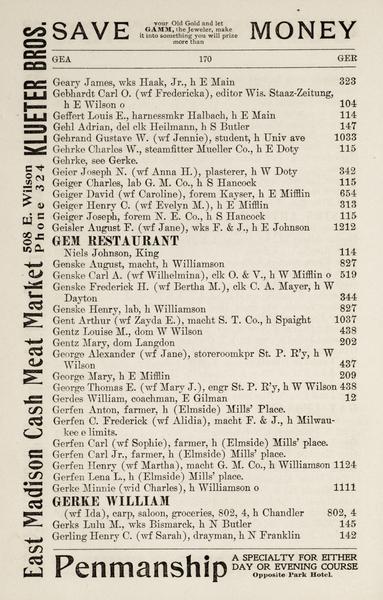 SAVE your Old Gold and let GAMM, the Jeweler, make it into something you will prize more than MONEY
GEA 170 GER
Geary James, wks Haak, Jr., h E Main 323
Gebhardt Carl O. (wf Fredericka), editor Wis. Staaz-Zeitung,
h E Wilson o 104
Geffert Louis E., harnessmkr Halbach, h E Main 114
Gehl Adrian, del clk Heilmann, h S Butler 147
Gehrand Gustave W. (wf Jennie), student, h Univ ave 1033
Gehrke Charles W., steamfitter Mueller Co., h E Doty 115
Gehrke, see Gerke.
Geier Joseph N. (wf Anna H.), plasterer, h W Doty 342
Geiger Charles, lab G. M. Co., h S Hancock 115
Geiger David (wf Caroline), forem Kayser, h E Mifflin 654
Geiger Henry C. (wf Evelyn M.), h E Mifflin 313
Geiger Joseph, forem N. E. Co., h S Hancock 115
Geisler August F. (wf Jane), wks F. & J., h E Johnson 1212
GEM RESTAURANT
Niels Johnson, King 114
Genske August, macht, h Williamson 827
Genske Carl A. (wf Wilhelmina), clk O. & V., h W Mifflin o 519
Genske Frederick H. (wf Bertha M.), clk C. A. Mayer, h W
Dayton 344
Genske Henry, lab, h Williamson 827
Gent Arthur (wf Zayda E.), macht S. T. Co., h Spaight 1037
Gentz Louise M., dom W Wilson 438
Gentz Mary, dom Langdon 202
George Alexander (wf Jane), storeroompkr St. P. R'y, h W
Wilson 437
George Mary, h E Mifflin 209
George Thomas E. (wf Mary J.), engr St. P. R'y, h W Wilson 438
Gerdes William, coachman, E Gilman 12
Gerfen Anton, farmer, h (Elmside) Mills' Place.
Gerfen C. Frederick (wf Alidia), macht F. & J., h Milwau-
kee e limits.
Gerfen Carl (wf Sophie), farmer, h (Elmside) Mills' place.
Gerfen Carl Jr., farmer, h (Elmside) Mills' place.
Gerfen Henry (wf Martha), macht G. M. Co., h Williamson 1124
Gerfen Lena L., h (Elmside) Mills' place.
Gerke Minnie (wid Charles), h Williamson o 1111
GERKE WILLIAM
(wf Ida), carp, saloon, groceries, 802, 4, h Chandler 802, 4
Gerks Lulu M., wks Bismarck, h N Butler 145
Gerling Henry C. (wf Sarah), drayman, h N Franklin 142
Penmanship A SPECIALTY FOR EITHER
DAY OR EVENING COURSE
Opposite Park Hotel.
East Madison Cash Meat Market 508 E. Wilson Phone 324 KLUETER BROS.